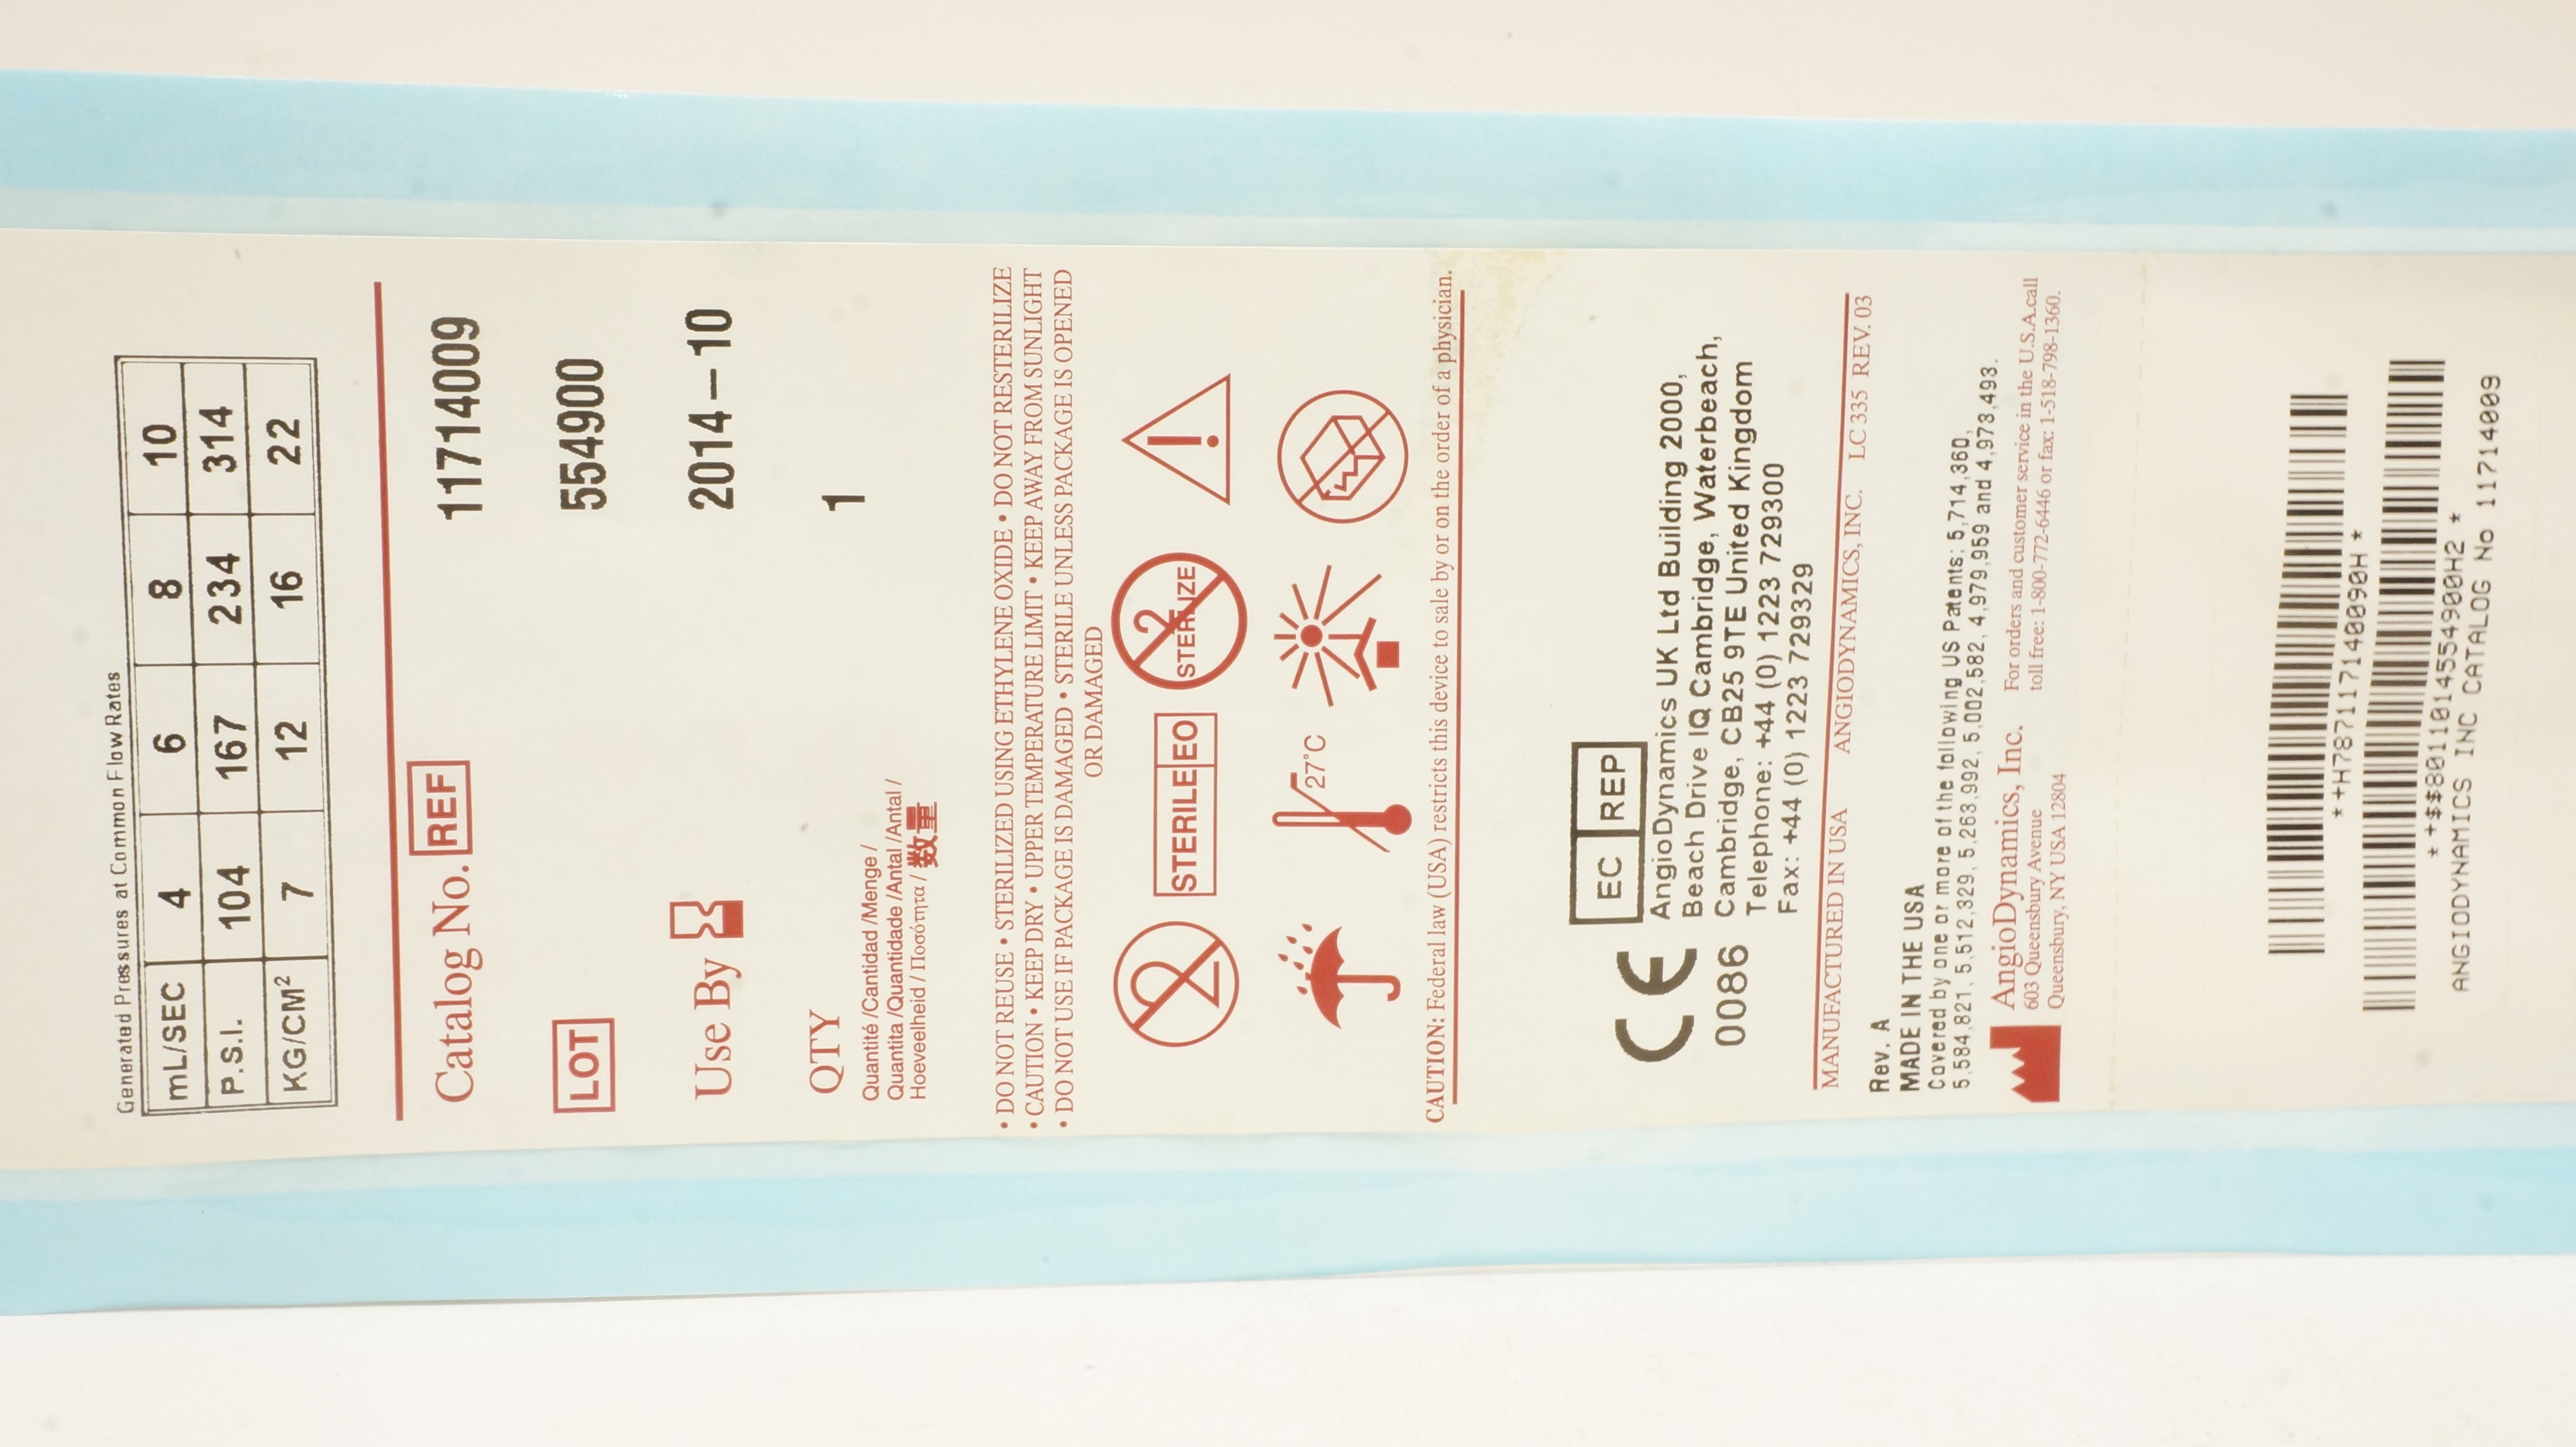 Generated Pressures at Common Flow Rates
mL/SEC 4 6 8 10
P.S.I. 104 167 234 314
KG/CM² 7 12 16 22
Catalog No. REF 11714009
LOT 554900
Use By 2014-10
QTY 1
Quantité /Cantidad /Menge /
Quantita /Quantidade /Antal /Antal /
Hoeveelheid / Ποσότητα / 数量
• DO NOT REUSE • STERILIZED USING ETHYLENE OXIDE • DO NOT RESTERILIZE
• CAUTION • KEEP DRY • UPPER TEMPERATURE LIMIT • KEEP AWAY FROM SUNLIGHT
• DO NOT USE IF PACKAGE IS DAMAGED • STERILE UNLESS PACKAGE IS OPENED
OR DAMAGED
2 STERILE EO 2 STERILIZE !
27°C
CAUTION: Federal law (USA) restricts this device to sale by or on the order of a physician.
EC REP
CE 0086
AngioDynamics UK Ltd Building 2000,
Beach Drive IQ Cambridge, Waterbeach,
Cambridge, CB25 9TE United Kingdom
Telephone: +44 (0) 1223 729300
Fax: +44 (0) 1223 729329
MANUFACTURED IN USA ANGIODYNAMICS, INC. LC 335 REV. 03
Rev. A
MADE IN THE USA
Covered by one or more of the following US Patents: 5,714,360,
5,584,821, 5,512,329, 5,263,992, 5,002,582, 4,979,959 and 4,973,493.
AngioDynamics, Inc.
603 Queensbury Avenue
Queensbury, NY USA 12804
For orders and customer service in the U.S.A.call
toll free: 1-800-772-6446 or fax: 1-518-798-1360.
*+H787117140090H*
*+$$8011014554900H2*
ANGIODYNAMICS INC CATALOG No 11714009